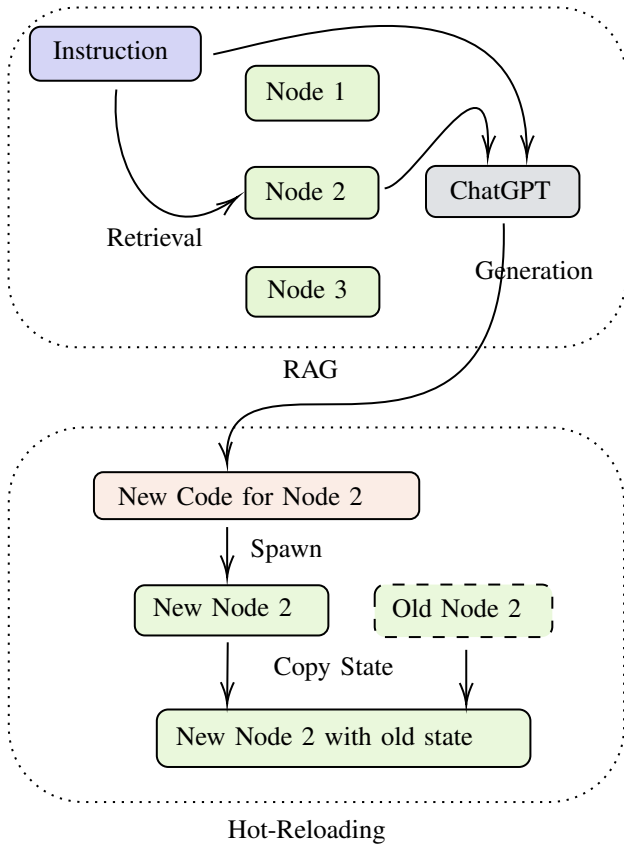 Instruction
Node 1
Node 2
ChatGPT
Retrieval
Generation
Node 3
RAG
New Code for Node 2
Spawn
New Node 2
Old Node 2
Copy State
New Node 2 with old state
Hot-Reloading